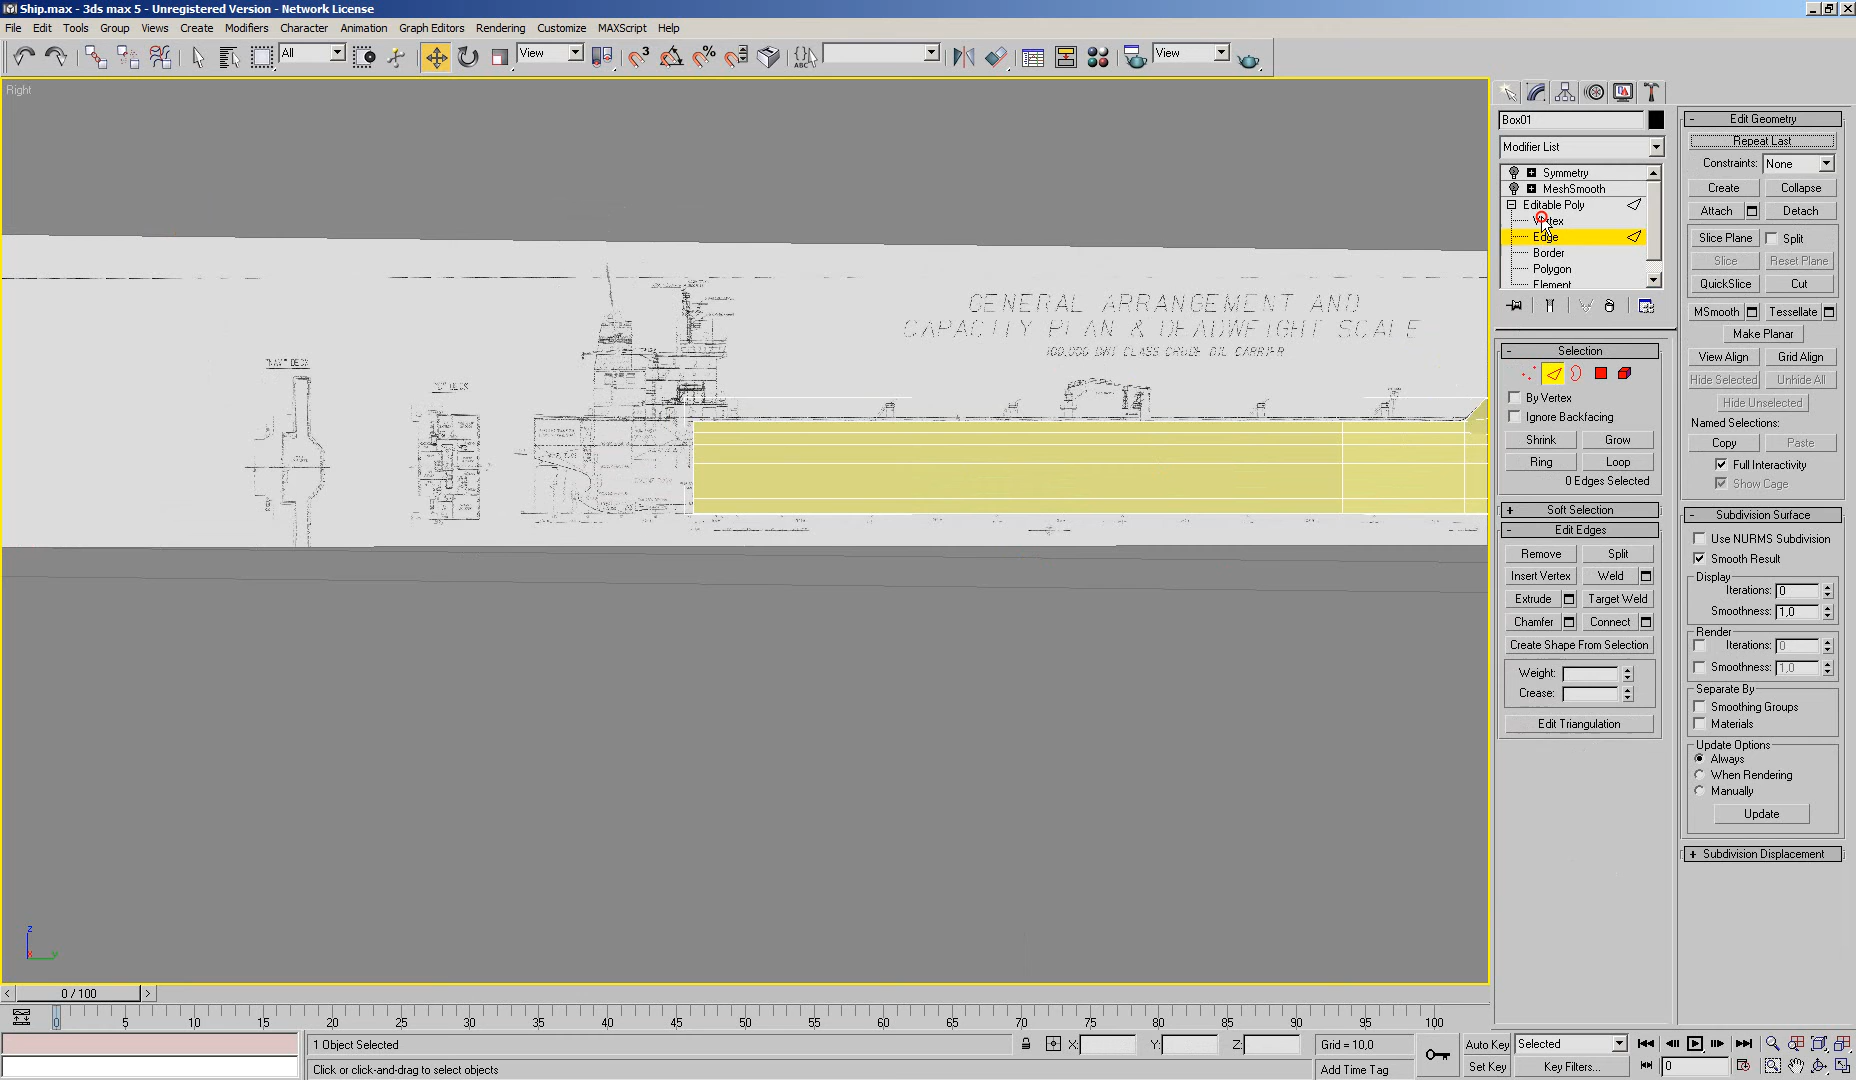 Ship.max - 3ds max 5 - Unregistered Version - Network License
File Edit Tools Group Views Create Modifiers Character Animation Graph Editors Rendering Customize MAXScript Help
All View View
Right
GENERAL ARRANGEMENT AND
CAPACITY PLAN & DEADWEIGHT SCALE
100,000 DWT CLASS CRUDE OIL CARRIER
Box01
Modifier List
Symmetry
MeshSmooth
Editable Poly
Vertex
Edge
Border
Polygon
Element
Selection
By Vertex
Ignore Backfacing
Shrink Grow
Ring Loop
0 Edges Selected
Soft Selection
Edit Edges
Remove Split
Insert Vertex Weld
Extrude Target Weld
Chamfer Connect
Create Shape From Selection
Weight:
Crease:
Edit Triangulation
Edit Geometry
Repeat Last
Constraints: None
Create Collapse
Attach Detach
Slice Plane Split
Slice Reset Plane
QuickSlice Cut
MSmooth Tessellate
Make Planar
View Align Grid Align
Hide Selected Unhide All
Hide Unselected
Named Selections:
Copy Paste
Full Interactivity
Show Cage
Subdivision Surface
Use NURMS Subdivision
Smooth Result
Display
Iterations: 0
Smoothness: 1,0
Render
Iterations: 0
Smoothness: 1,0
Separate By
Smoothing Groups
Materials
Update Options
Always
When Rendering
Manually
Update
Subdivision Displacement
z
x y
0 / 100
0 5 10 15 20 25 30 35 40 45 50 55 60 65 70 75 80 85 90 95 100
1 Object Selected X: Y: Z: Grid = 10,0 Auto Key Selected
Click or click-and-drag to select objects Add Time Tag Set Key Key Filters... 0